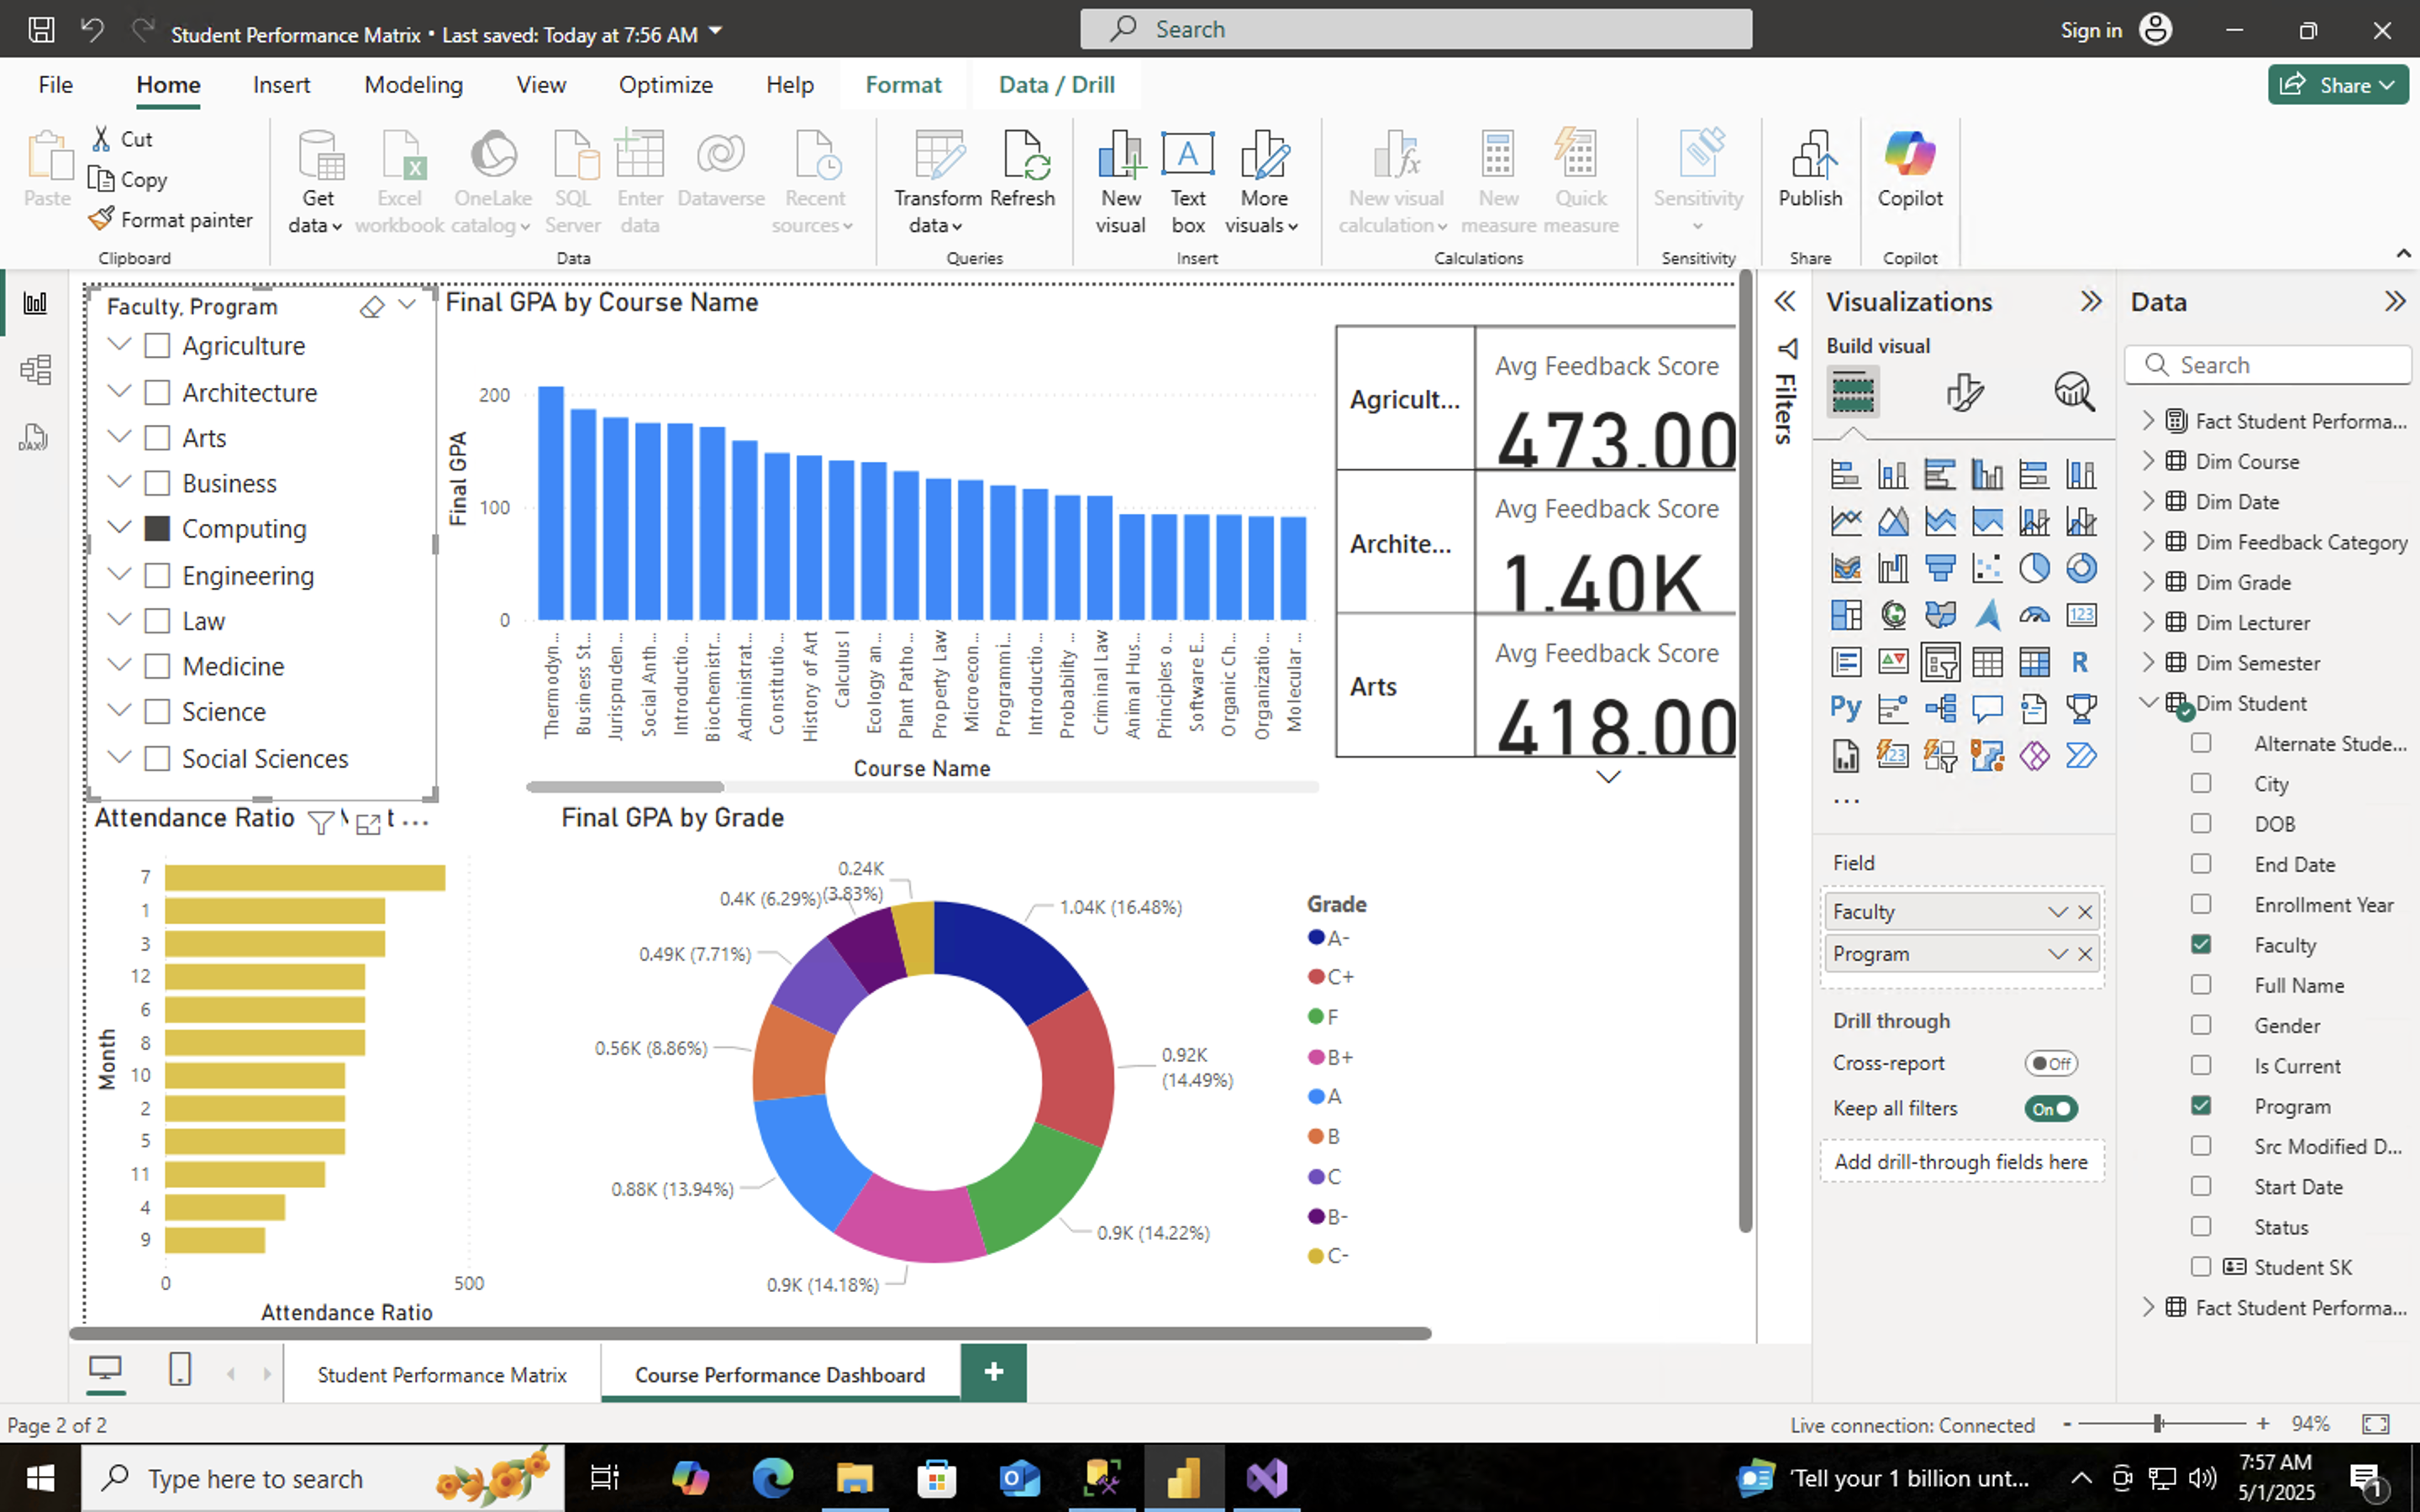 Student Performance Matrix • Last saved: Today at 7:56 AM
Search
Sign in
File
Home
Insert
Modeling
View
Optimize
Help
Format
Data / Drill
Share
Paste
Cut
Copy
Format painter
Clipboard
Get data
Excel workbook
OneLake catalog
SQL Server
Enter data
Dataverse
Recent sources
Data
Transform data
Refresh
Queries
New visual
Text box
More visuals
Insert
New visual calculation
New measure
Quick measure
Calculations
Sensitivity
Sensitivity
Publish
Share
Copilot
Copilot
DAX
Faculty, Program
Agriculture
Architecture
Arts
Business
Computing
Engineering
Law
Medicine
Science
Social Sciences
Final GPA by Course Name
Final GPA
200
100
0
Thermodyn...
Business St...
Jurispruden...
Social Anth...
Introductio...
Biochemistr...
Administrat...
Constitutio...
History of Art
Calculus I
Ecology an...
Plant Patho...
Property Law
Microecon...
Programmi...
Introductio...
Probability ...
Criminal Law
Animal Hus...
Principles o...
Software E...
Organic Ch...
Organizatio...
Molecular ...
Course Name
Agricult...
Avg Feedback Score
473.00
Archite...
Avg Feedback Score
1.40K
Arts
Avg Feedback Score
418.00
Attendance Ratio
Month
7
1
3
12
6
8
10
2
5
11
4
9
0
500
Attendance Ratio
Final GPA by Grade
0.24K (3.83%)
0.4K (6.29%)
0.49K (7.71%)
0.56K (8.86%)
0.88K (13.94%)
0.9K (14.18%)
0.9K (14.22%)
0.92K (14.49%)
1.04K (16.48%)
Grade
A-
C+
F
B+
A
B
C
B-
C-
Filters
Visualizations
Build visual
123
R
Py
123
...
Field
Faculty
Program
Drill through
Cross-report
Off
Keep all filters
On
Add drill-through fields here
Data
Search
Fact Student Performa...
Dim Course
Dim Date
Dim Feedback Category
Dim Grade
Dim Lecturer
Dim Semester
Dim Student
Alternate Stude...
City
DOB
End Date
Enrollment Year
Faculty
Full Name
Gender
Is Current
Program
Src Modified D...
Start Date
Status
Student SK
Fact Student Performa...
Student Performance Matrix
Course Performance Dashboard
+
Page 2 of 2
Live connection: Connected
- + 94%
Type here to search
'Tell your 1 billion unt...
7:57 AM
5/1/2025
1